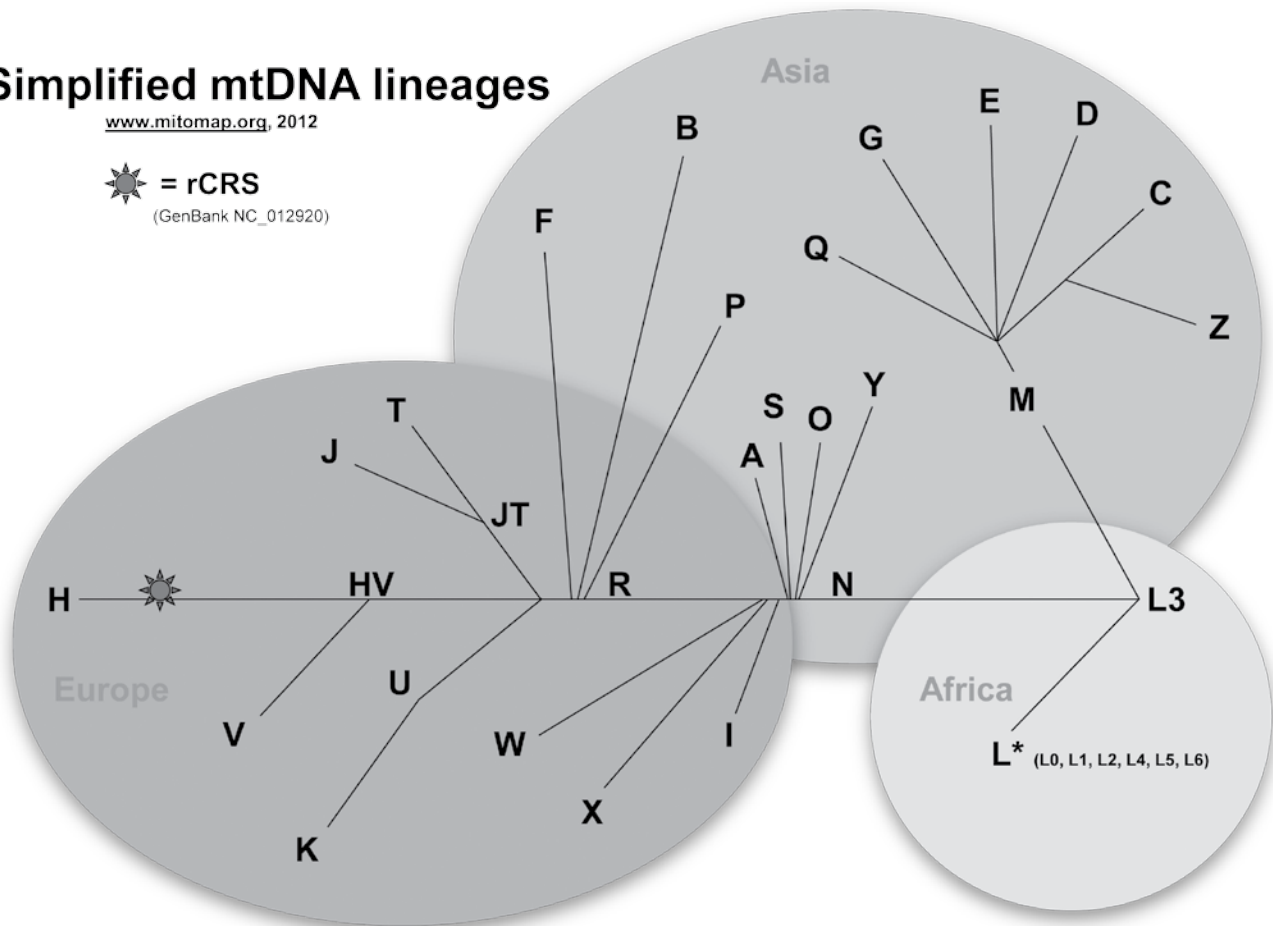 Simplified mtDNA lineages
www.mitomap.org, 2012
= rCRS
(GenBank NC_012920)
Asia
B
E
D
G
C
F
Q
P
Z
Y
M
T
S
O
J
A
JT
H
HV
R
N
L3
Europe
U
Africa
V
W
I
L* (L0, L1, L2, L4, L5, L6)
X
K